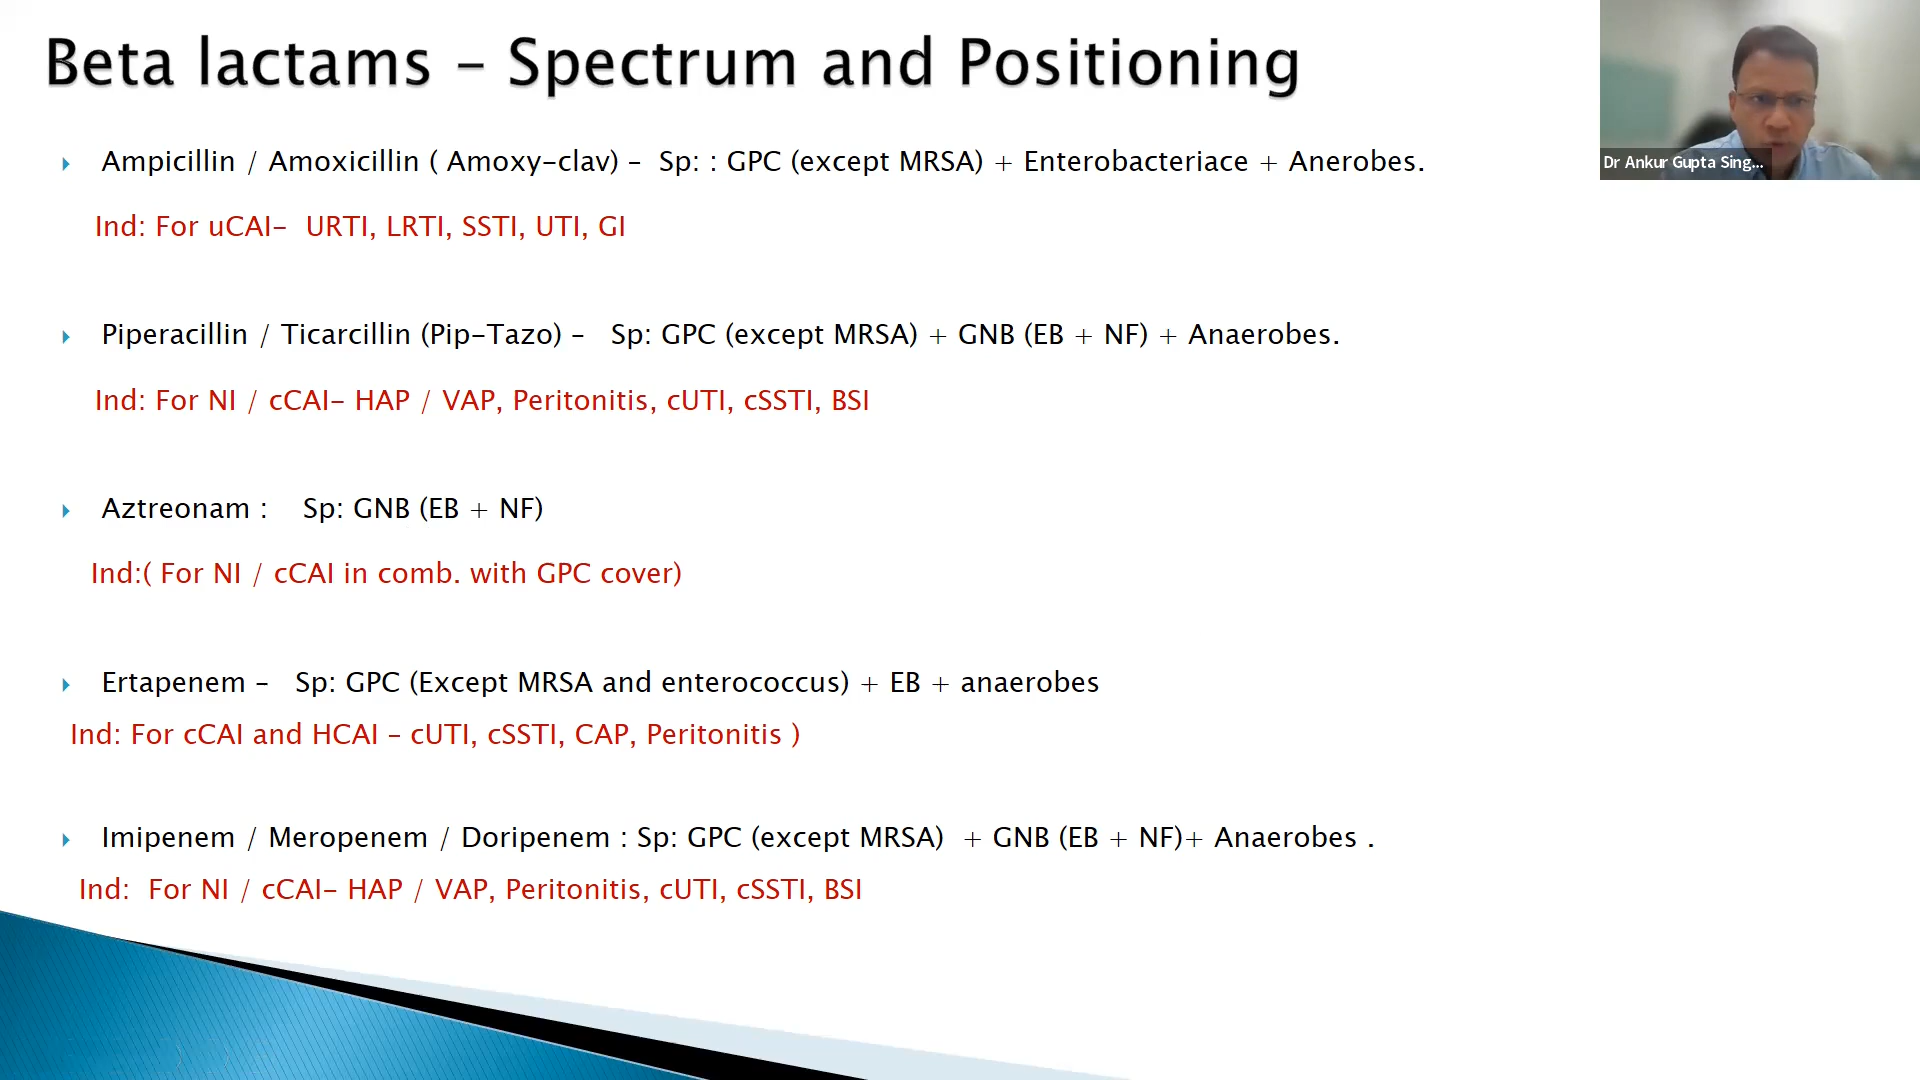 Beta lactams – Spectrum and Positioning
Ampicillin / Amoxicillin ( Amoxy-clav) – Sp: : GPC (except MRSA) + Enterobacteriace + Anerobes.
Ind: For uCAI- URTI, LRTI, SSTI, UTI, GI
Piperacillin / Ticarcillin (Pip-Tazo) – Sp: GPC (except MRSA) + GNB (EB + NF) + Anaerobes.
Ind: For NI / cCAI- HAP / VAP, Peritonitis, cUTI, cSSTI, BSI
Aztreonam : Sp: GNB (EB + NF)
Ind:( For NI / cCAI in comb. with GPC cover)
Ertapenem – Sp: GPC (Except MRSA and enterococcus) + EB + anaerobes
Ind: For cCAI and HCAI – cUTI, cSSTI, CAP, Peritonitis )
Imipenem / Meropenem / Doripenem : Sp: GPC (except MRSA) + GNB (EB + NF)+ Anaerobes .
Ind: For NI / cCAI- HAP / VAP, Peritonitis, cUTI, cSSTI, BSI
Dr Ankur Gupta Sing...